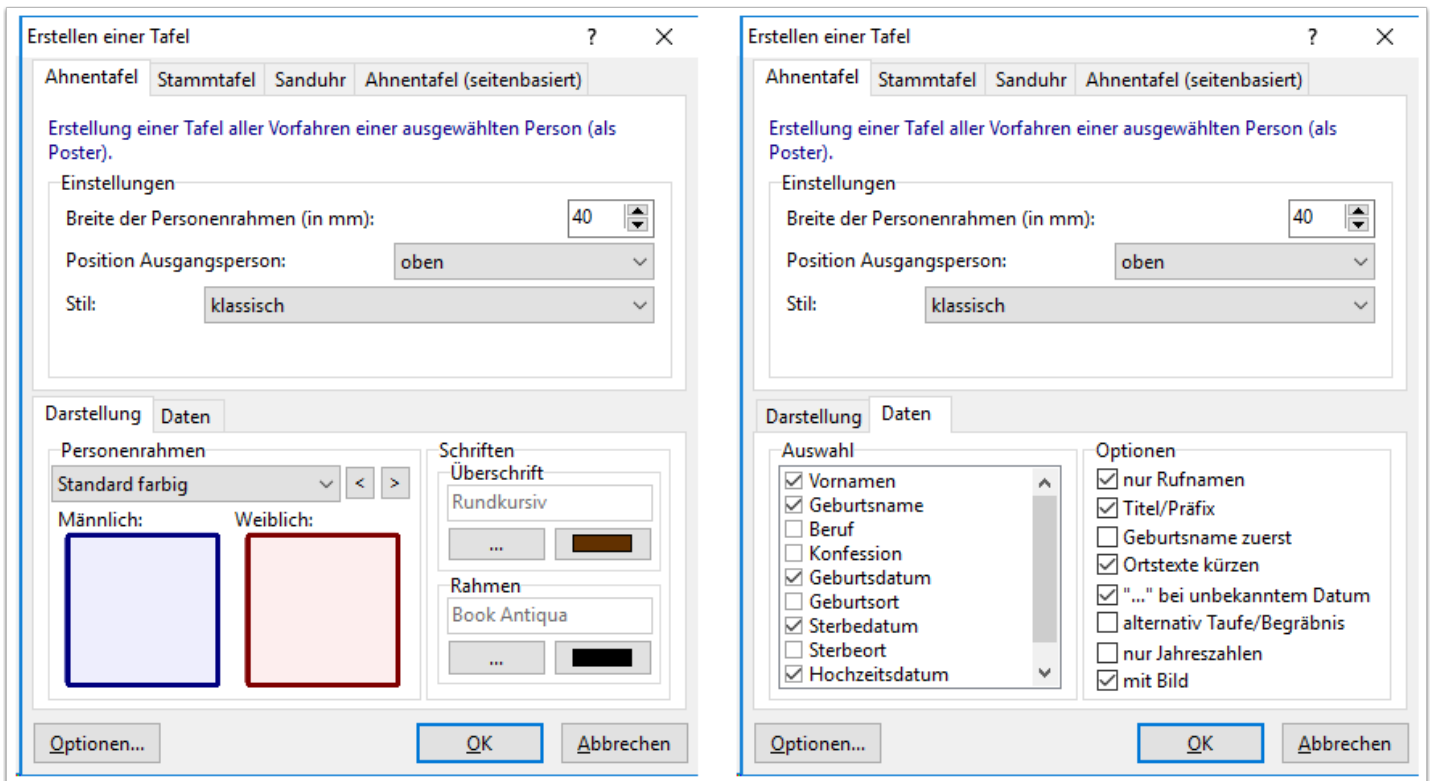 Erstellen einer Tafel ?
Ahnentafel Stammtafel Sanduhr Ahnentafel (seitenbasiert)
Erstellung einer Tafel aller Vorfahren einer ausgewählten Person (als
Poster).
Einstellungen
Breite der Personenrahmen (in mm): 40
Position Ausgangsperson: oben
Stil: klassisch
Darstellung Daten
Personenrahmen
Standard farbig < >
Männlich: Weiblich:
Schriften
Überschrift
Rundkursiv
...
Rahmen
Book Antiqua
...
Optionen... OK Abbrechen
Erstellen einer Tafel ?
Ahnentafel Stammtafel Sanduhr Ahnentafel (seitenbasiert)
Erstellung einer Tafel aller Vorfahren einer ausgewählten Person (als
Poster).
Einstellungen
Breite der Personenrahmen (in mm): 40
Position Ausgangsperson: oben
Stil: klassisch
Darstellung Daten
Auswahl
Vornamen
Geburtsname
Beruf
Konfession
Geburtsdatum
Geburtsort
Sterbedatum
Sterbeort
Hochzeitsdatum
Optionen
nur Rufnamen
Titel/Präfix
Geburtsname zuerst
Ortstexte kürzen
"..." bei unbekanntem Datum
alternativ Taufe/Begräbnis
nur Jahreszahlen
mit Bild
Optionen... OK Abbrechen